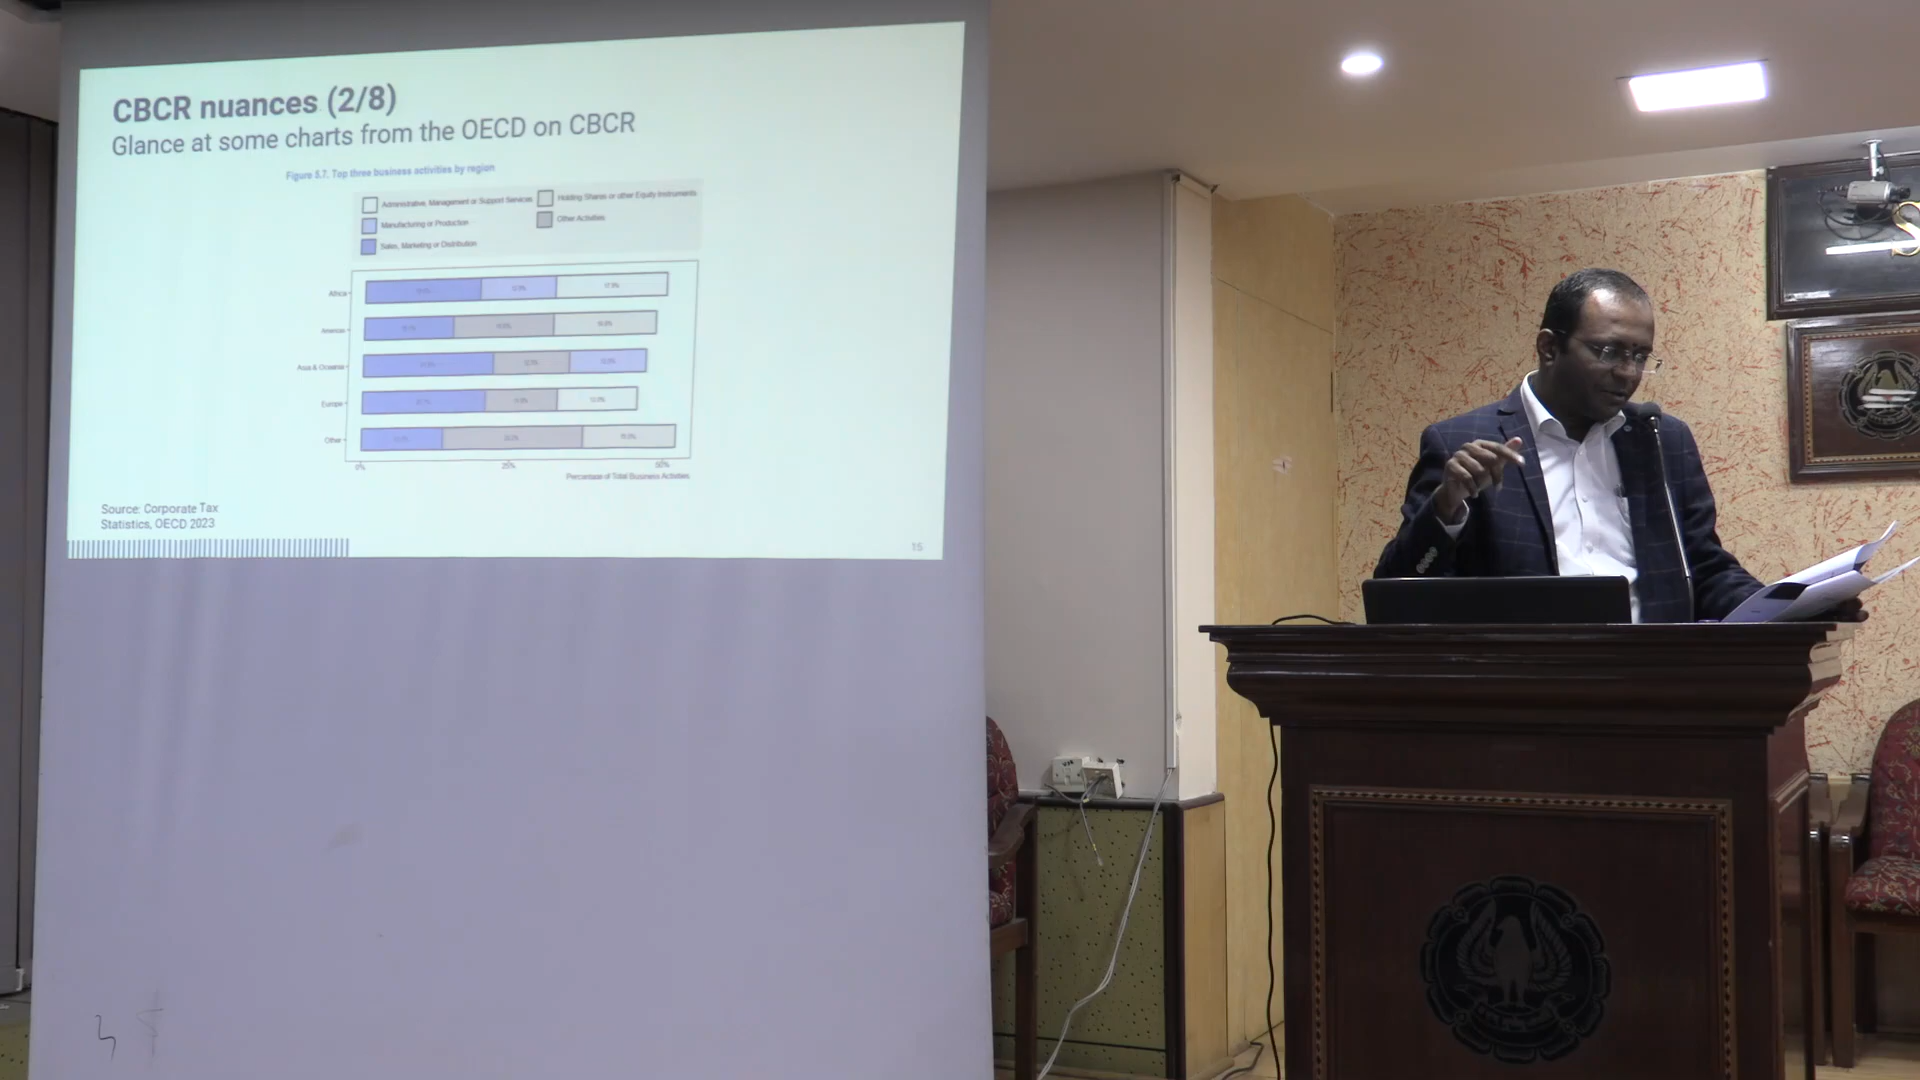 CBCR nuances (2/8)
Glance at some charts from the OECD on CBCR
Figure 5.7. Top three business activities by region
Administrative, Management or Support Services
Holding Shares or other Equity Instruments
Manufacturing or Production
Other Activities
Sales, Marketing or Distribution
Africa
Americas
Asia & Oceania
Europe
Other
0% 25% 50%
Percentage of Total Business Activities
Source: Corporate Tax
Statistics, OECD 2023
15